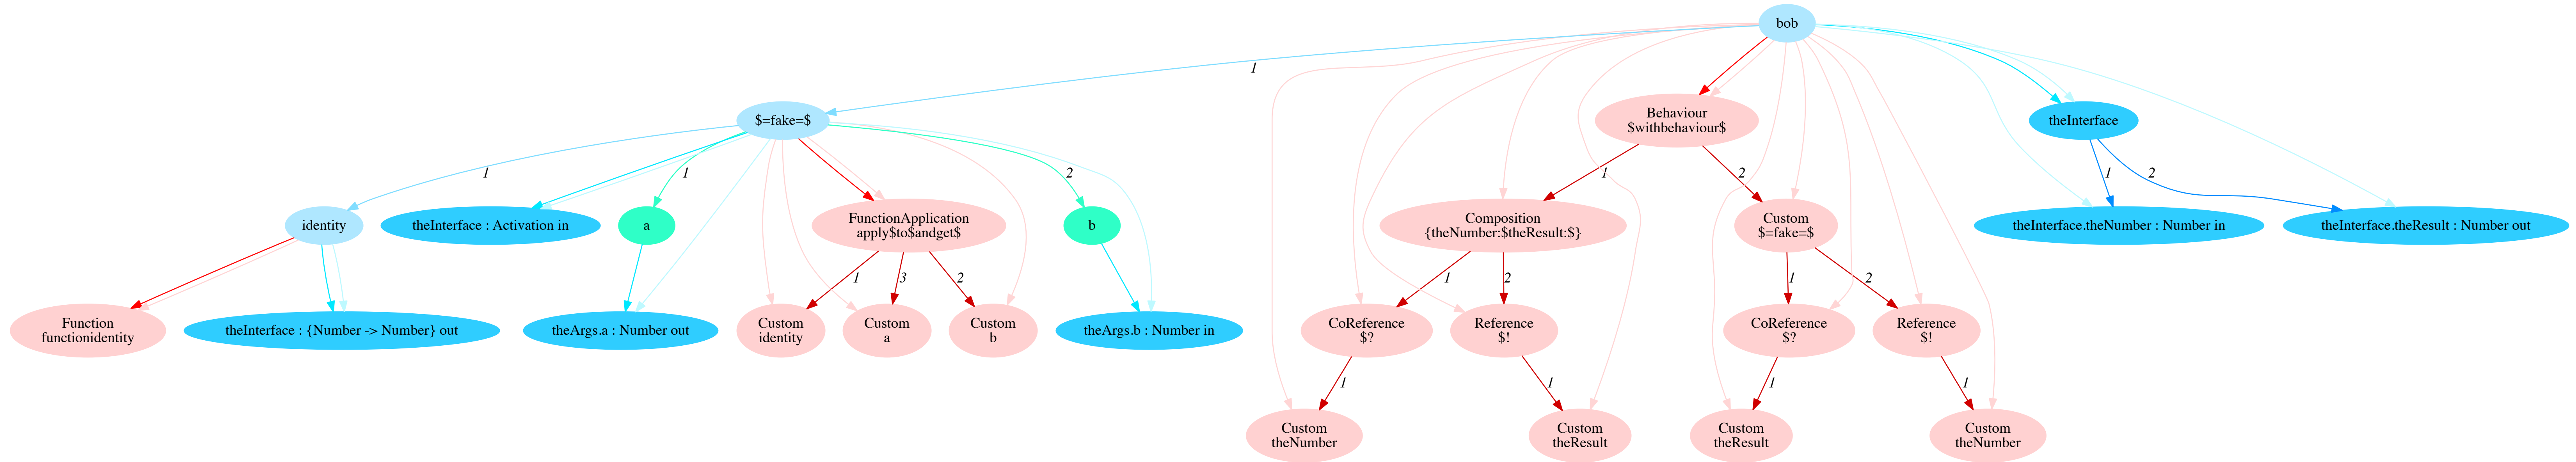 bob
1
$=fake=$
Behaviour
$withbehaviour$
theInterface
1
1
2
1
2
1
2
identity
theInterface : Activation in
a
FunctionApplication
apply$to$andget$
b
Composition
{theNumber:$theResult:$}
Custom
$=fake=$
theInterface.theNumber : Number in
theInterface.theResult : Number out
1
3
2
1
2
1
2
Function
functionidentity
theInterface : {Number -> Number} out
theArgs.a : Number out
Custom
identity
Custom
a
Custom
b
theArgs.b : Number in
CoReference
$?
Reference
$!
CoReference
$?
Reference
$!
1
1
1
1
Custom
theNumber
Custom
theResult
Custom
theResult
Custom
theNumber